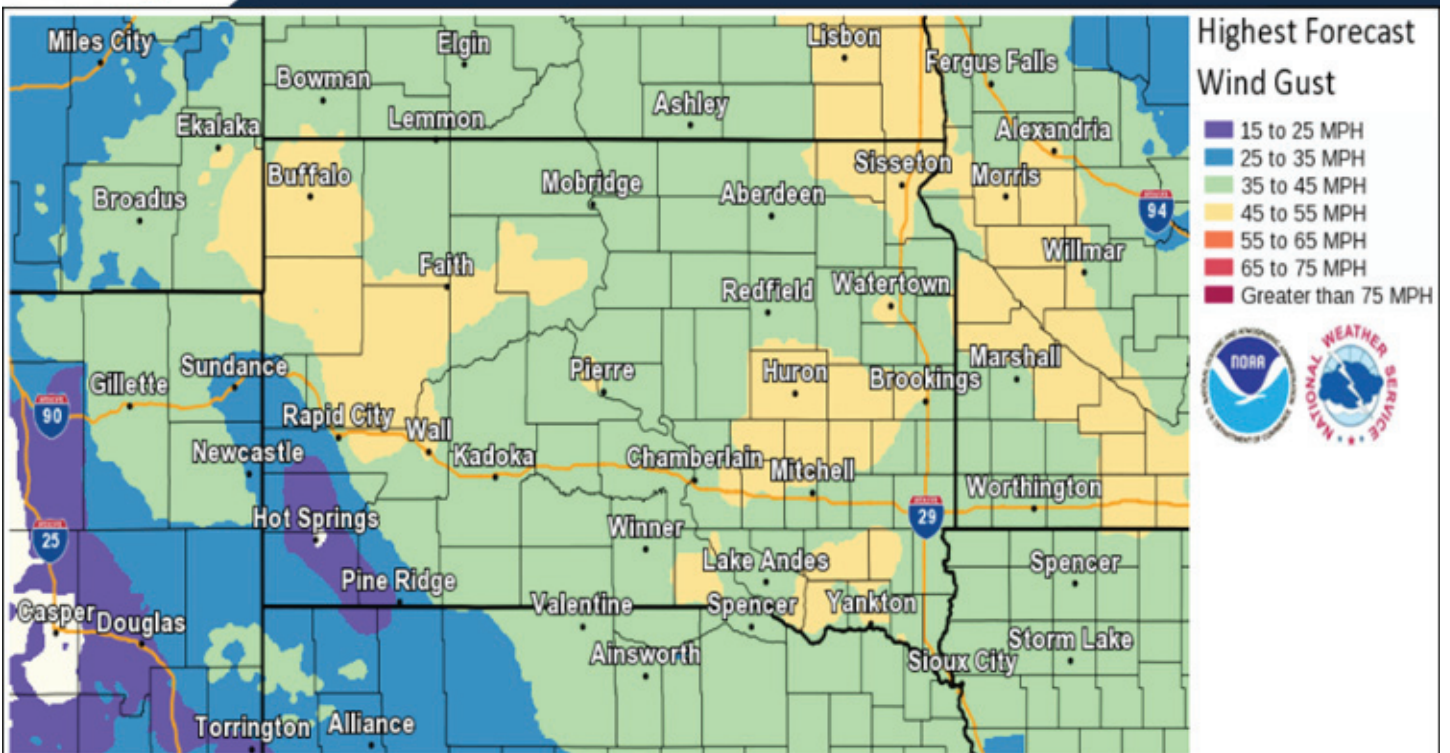 Highest Forecast
Wind Gust
15 to 25 MPH
25 to 35 MPH
35 to 45 MPH
45 to 55 MPH
55 to 65 MPH
65 to 75 MPH
Greater than 75 MPH
NOAA
NATIONAL WEATHER SERVICE
Miles City
Elgin
Lisbon
Fergus Falls
Bowman
Ashley
Lemmon
Ekalaka
Alexandria
Buffalo
Sisseton
Morris
Mobridge
Aberdeen
Broadus
94
Willmar
Faith
Redfield
Watertown
Marshall
Sundance
Pierre
Huron
Brookings
Gillette
90
Rapid City
Wall
Newcastle
Kadoka
Chamberlain
Mitchell
Worthington
Hot Springs
29
Winner
25
Lake Andes
Spencer
Pine Ridge
Valentine
Spencer
Yankton
Casper
Douglas
Storm Lake
Ainsworth
Sioux City
Torrington
Alliance